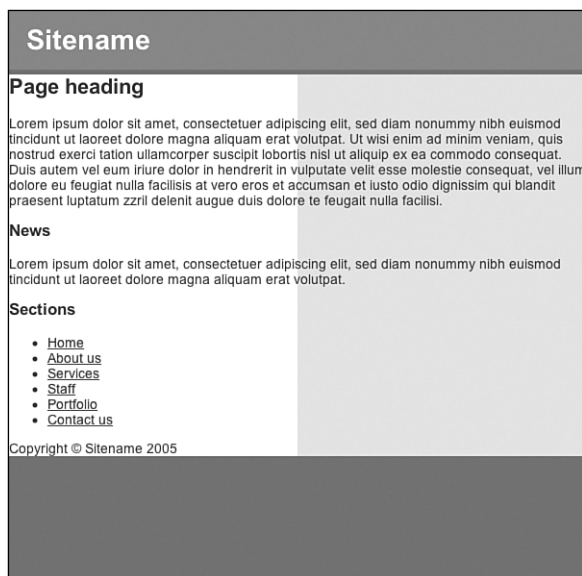 Sitename
Page heading
Lorem ipsum dolor sit amet, consectetuer adipiscing elit, sed diam nonummy nibh euismod
tincidunt ut laoreet dolore magna aliquam erat volutpat. Ut wisi enim ad minim veniam, quis
nostrud exerci tation ullamcorper suscipit lobortis nisl ut aliquip ex ea commodo consequat.
Duis autem vel eum iriure dolor in hendrerit in vulputate velit esse molestie consequat, vel illum
dolore eu feugiat nulla facilisis at vero eros et accumsan et iusto odio dignissim qui blandit
praesent luptatum zzril delenit augue duis dolore te feugait nulla facilisi.
News
Lorem ipsum dolor sit amet, consectetuer adipiscing elit, sed diam nonummy nibh euismod
tincidunt ut laoreet dolore magna aliquam erat volutpat.
Sections
• Home
• About us
• Services
• Staff
• Portfolio
• Contact us
Copyright © Sitename 2005